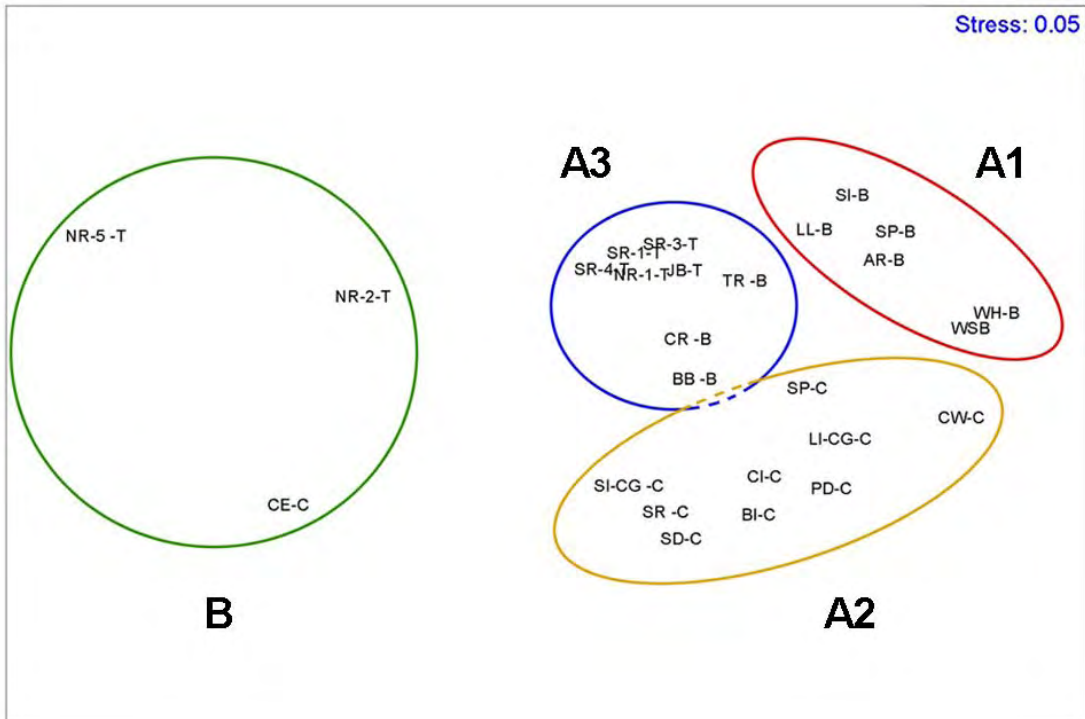 Stress: 0.05
A3
A1
SI-B
LL-B
SP-B
NR-5 -T
SR-3-T
SR-1-T
AR-B
SR-4-T
NR-1-T
JB-T
TR -B
NR-2-T
WH-B
WSB
CR -B
BB -B
SP-C
CW-C
LI-CG-C
CI-C
SI-CG -C
PD-C
CE-C
SR -C
BI-C
SD-C
B
A2